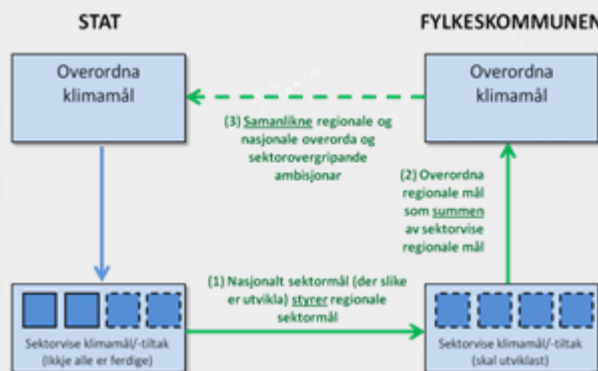 STAT
FYLKESKOMMUNEN
Overordna
klimamål
Overordna
klimamål
(3) Samanlikne regionale og
nasjonale overorda og
sektorovergripande
ambisjonar
(2) Overordna
regionale mål
som summen
av sektorvise
regionale mål
(1) Nasjonalt sektormål (der slike
er utvikla) styrer regionale
sektormål
Sektorvise klimamål/-tiltak
(Ikkje alle er ferdige)
Sektorvise klimamål/-tiltak
(skal utviklast)